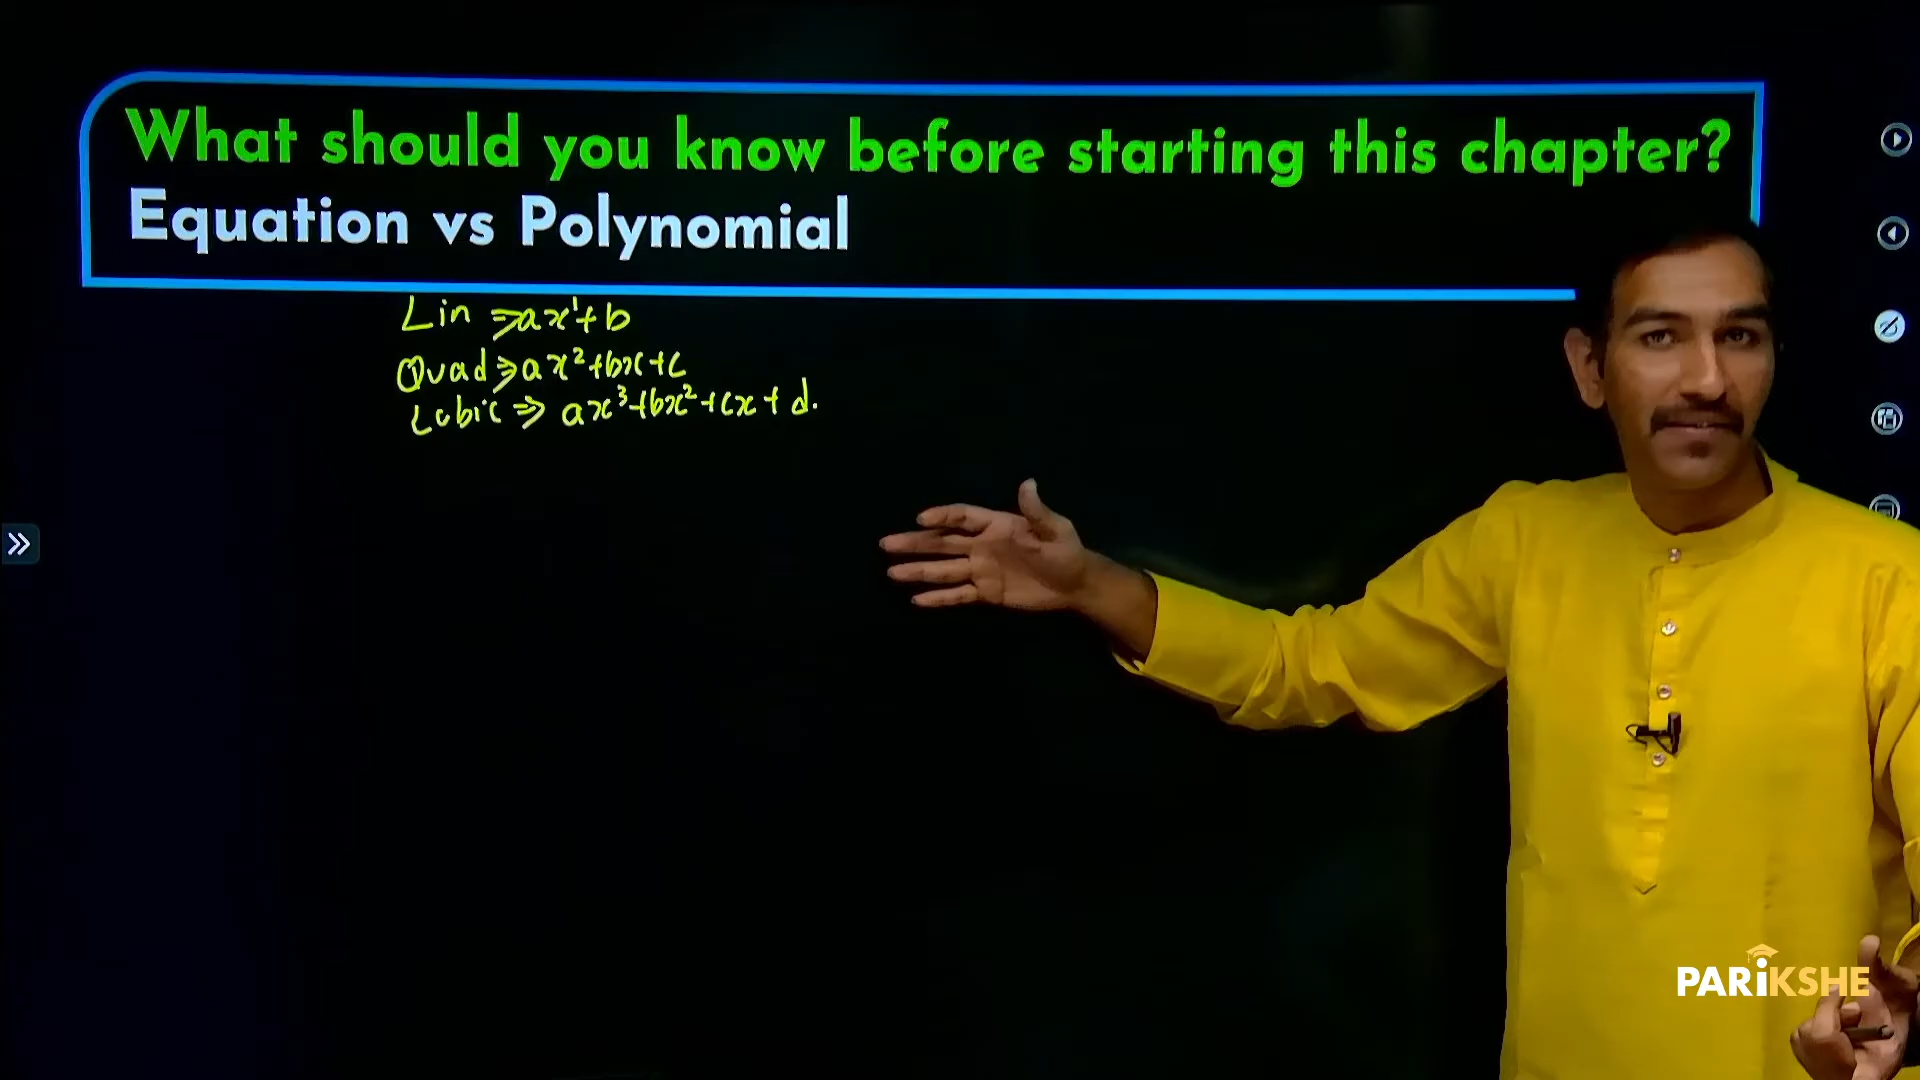 What should you know before starting this chapter?
Equation vs Polynomial
Lin ⇒ ax¹+b
Quad ⇒ ax²+bx+c
Cubic ⇒ ax³+bx²+cx+d.
PARiKSHE